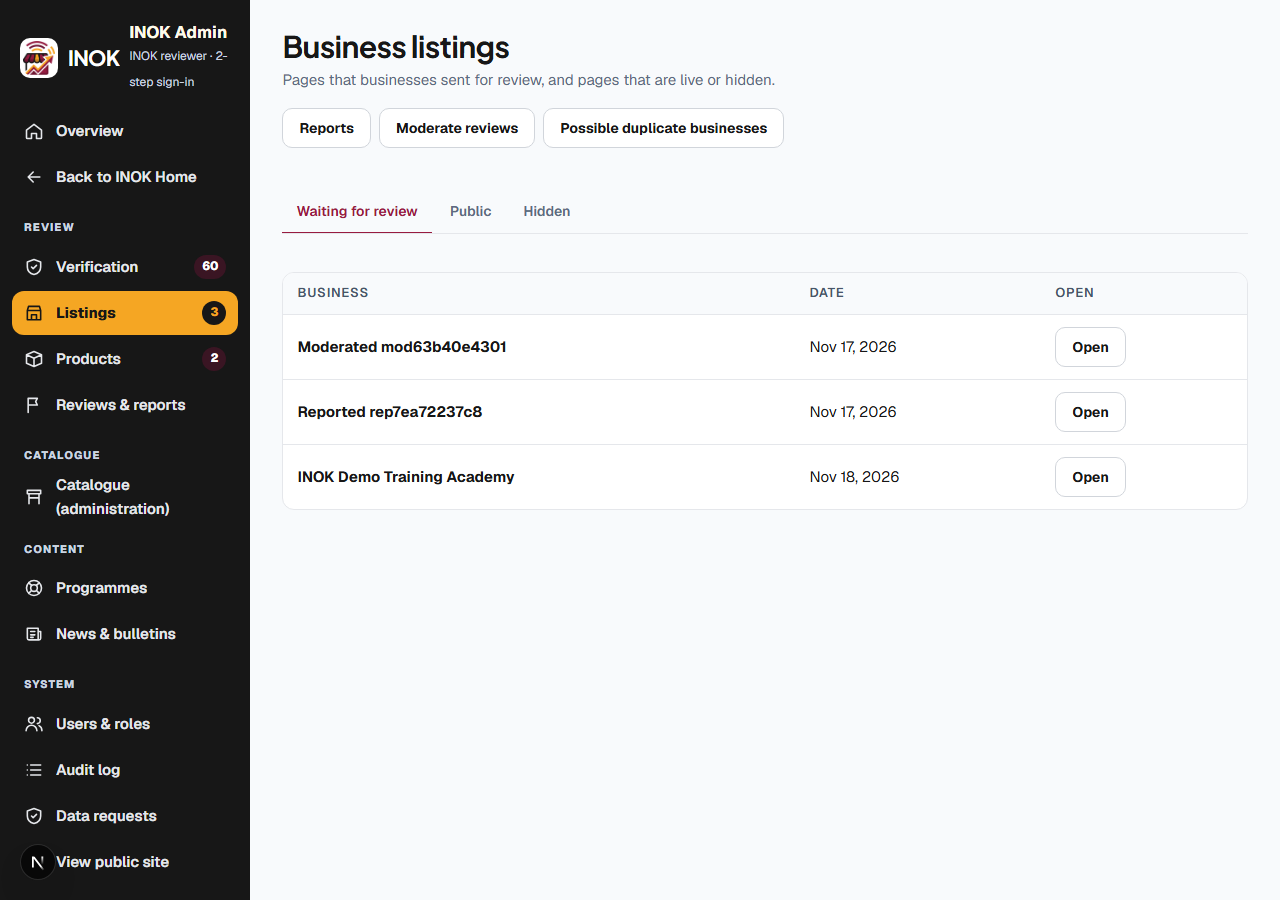 INOK
INOK Admin
INOK reviewer · 2-
step sign-in
Overview
Back to INOK Home
REVIEW
Verification 60
Listings 3
Products 2
Reviews & reports
CATALOGUE
Catalogue
(administration)
CONTENT
Programmes
News & bulletins
SYSTEM
Users & roles
Audit log
Data requests
N View public site
Business listings
Pages that businesses sent for review, and pages that are live or hidden.
Reports Moderate reviews Possible duplicate businesses
Waiting for review Public Hidden
BUSINESS DATE OPEN
Moderated mod63b40e4301 Nov 17, 2026 Open
Reported rep7ea72237c8 Nov 17, 2026 Open
INOK Demo Training Academy Nov 18, 2026 Open